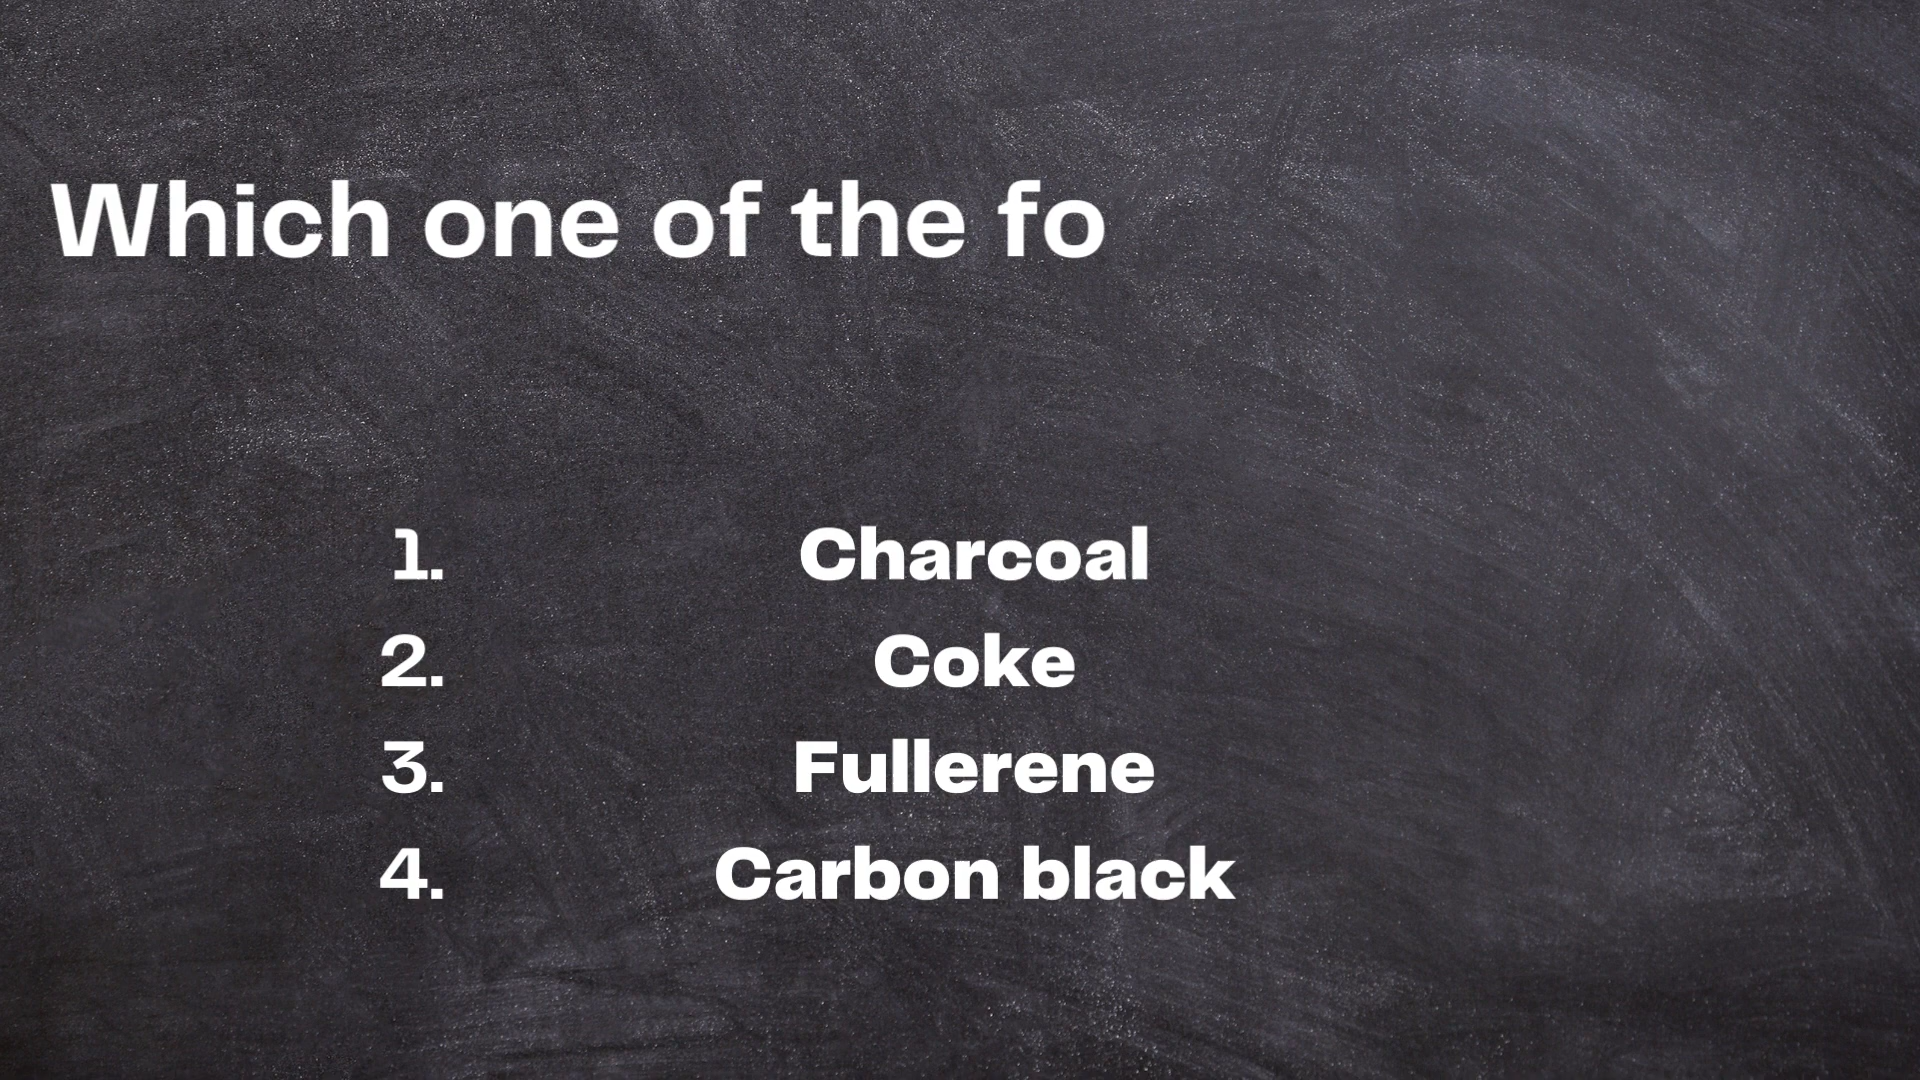 Which one of the fo
1. Charcoal
2. Coke
3. Fullerene
4. Carbon black